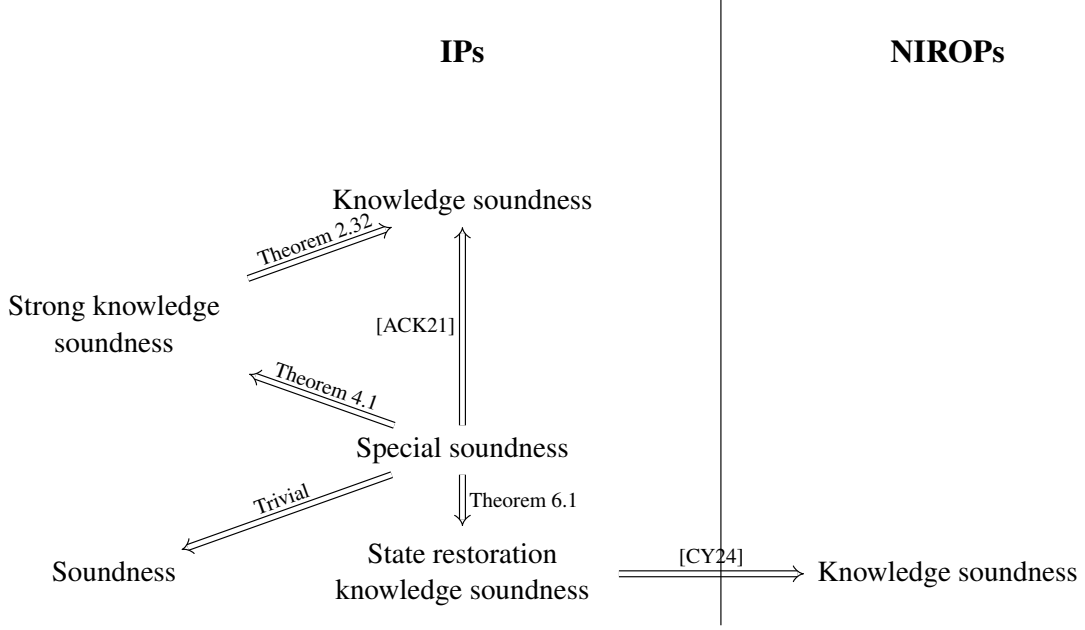 IPs
NIROPs
Knowledge soundness
Theorem 2.32
Strong knowledge
soundness
[ACK21]
Theorem 4.1
Special soundness
Trivial
Theorem 6.1
State restoration
knowledge soundness
Soundness
[CY24]
Knowledge soundness